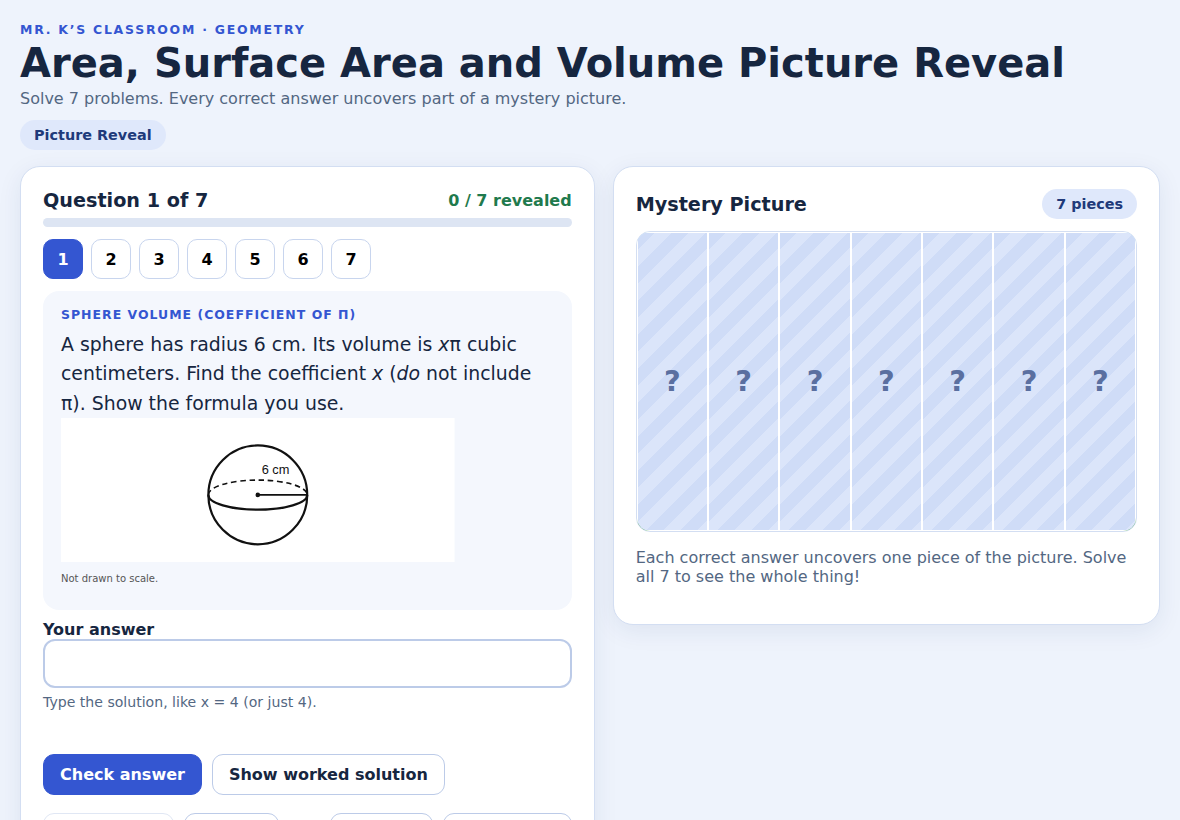 MR. K’S CLASSROOM · GEOMETRY
Area, Surface Area and Volume Picture Reveal
Solve 7 problems. Every correct answer uncovers part of a mystery picture.
Picture Reveal
Question 1 of 7
0 / 7 revealed
1 2 3 4 5 6 7
SPHERE VOLUME (COEFFICIENT OF Π)
A sphere has radius 6 cm. Its volume is xπ cubic
centimeters. Find the coefficient x (do not include
π). Show the formula you use.
6 cm
Not drawn to scale.
Your answer
Type the solution, like x = 4 (or just 4).
Check answer
Show worked solution
Mystery Picture
7 pieces
? ? ? ? ? ? ?
Each correct answer uncovers one piece of the picture. Solve
all 7 to see the whole thing!